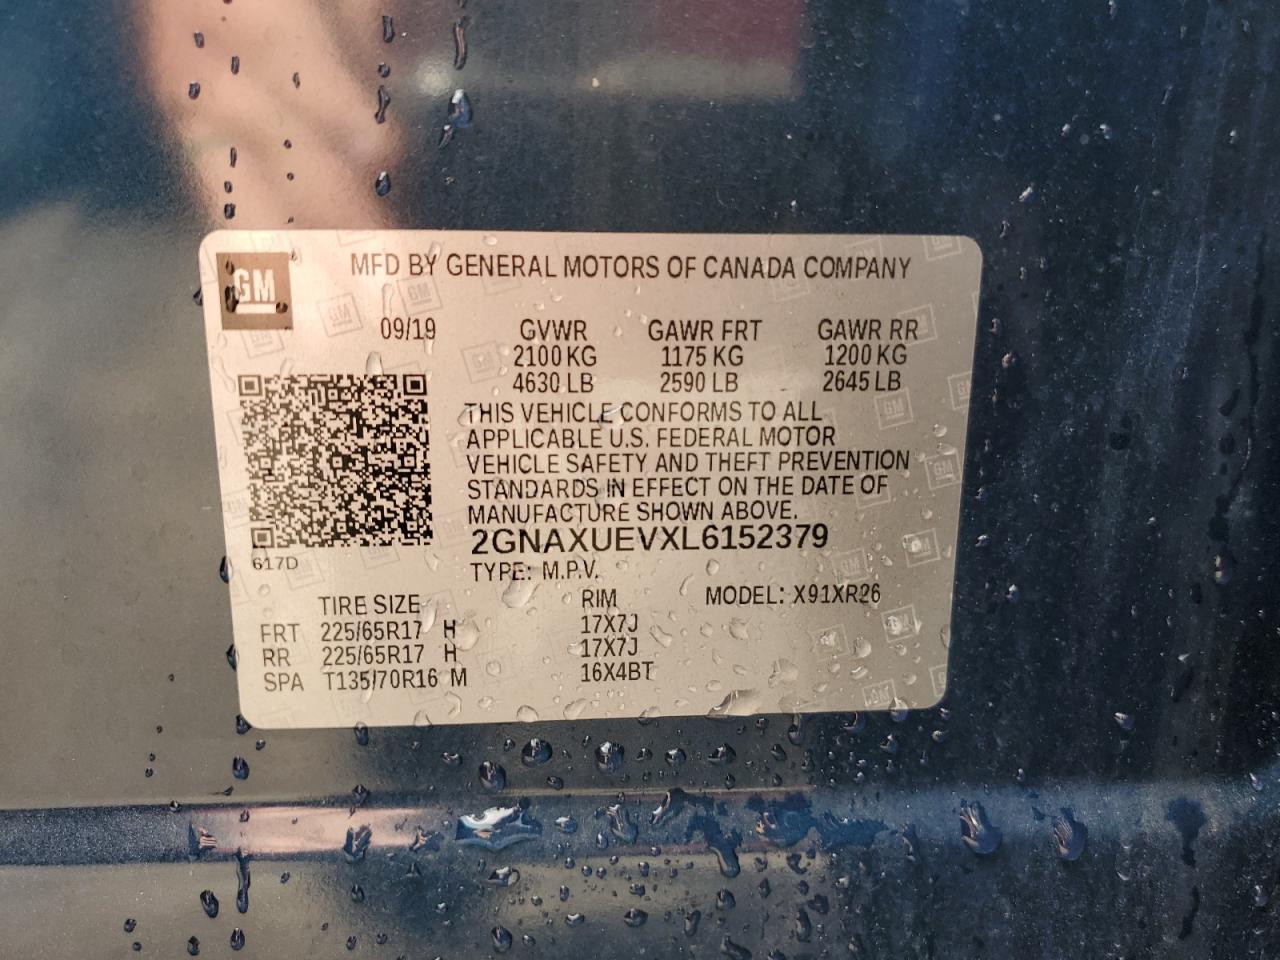 GM
MFD BY GENERAL MOTORS OF CANADA COMPANY
09/19 GVWR GAWR FRT GAWR RR
2100 KG 1175 KG 1200 KG
4630 LB 2590 LB 2645 LB
THIS VEHICLE CONFORMS TO ALL
APPLICABLE U.S. FEDERAL MOTOR
VEHICLE SAFETY AND THEFT PREVENTION
STANDARDS IN EFFECT ON THE DATE OF
MANUFACTURE SHOWN ABOVE.
2GNAXUEVXL6152379
617D
TYPE: M.P.V.
TIRE SIZE RIM MODEL: X91XR26
FRT 225/65R17 H 17X7J
RR 225/65R17 H 17X7J
SPA T135/70R16 M 16X4BT